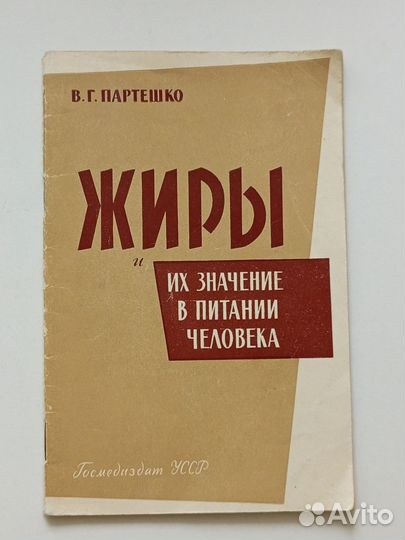 В.Г. ПАРТЕШКО
ЖИРЫ
и
ИХ ЗНАЧЕНИЕ
В ПИТАНИИ
ЧЕЛОВЕКА
Госмедиздат УССР
Avito